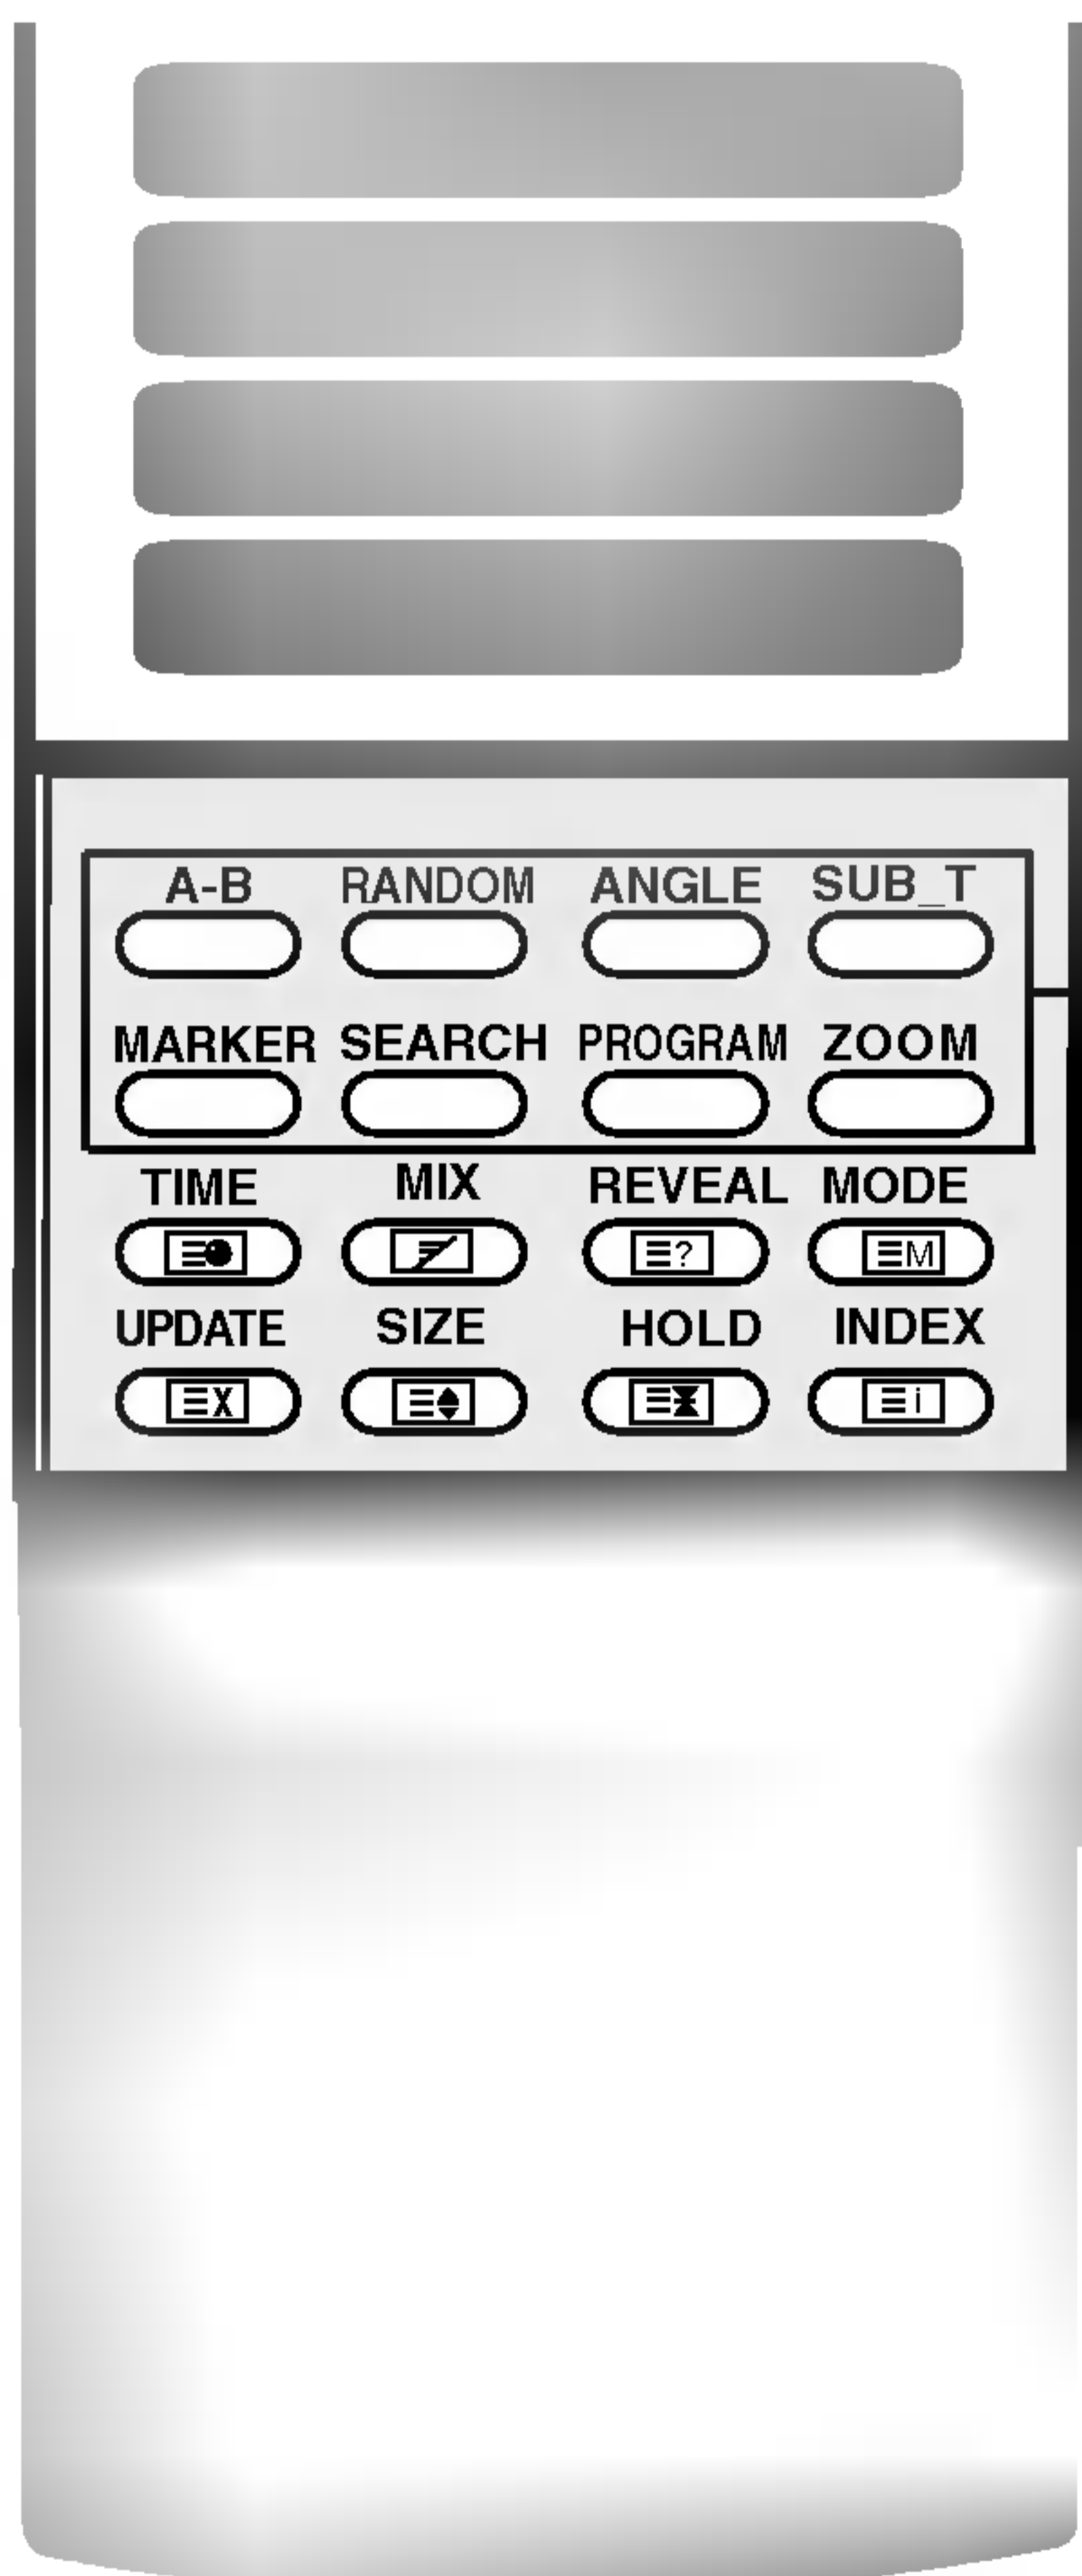 A-B RANDOM ANGLE SUB_T
MARKER SEARCH PROGRAM ZOOM
TIME MIX REVEAL MODE
? M
UPDATE SIZE HOLD INDEX
X i